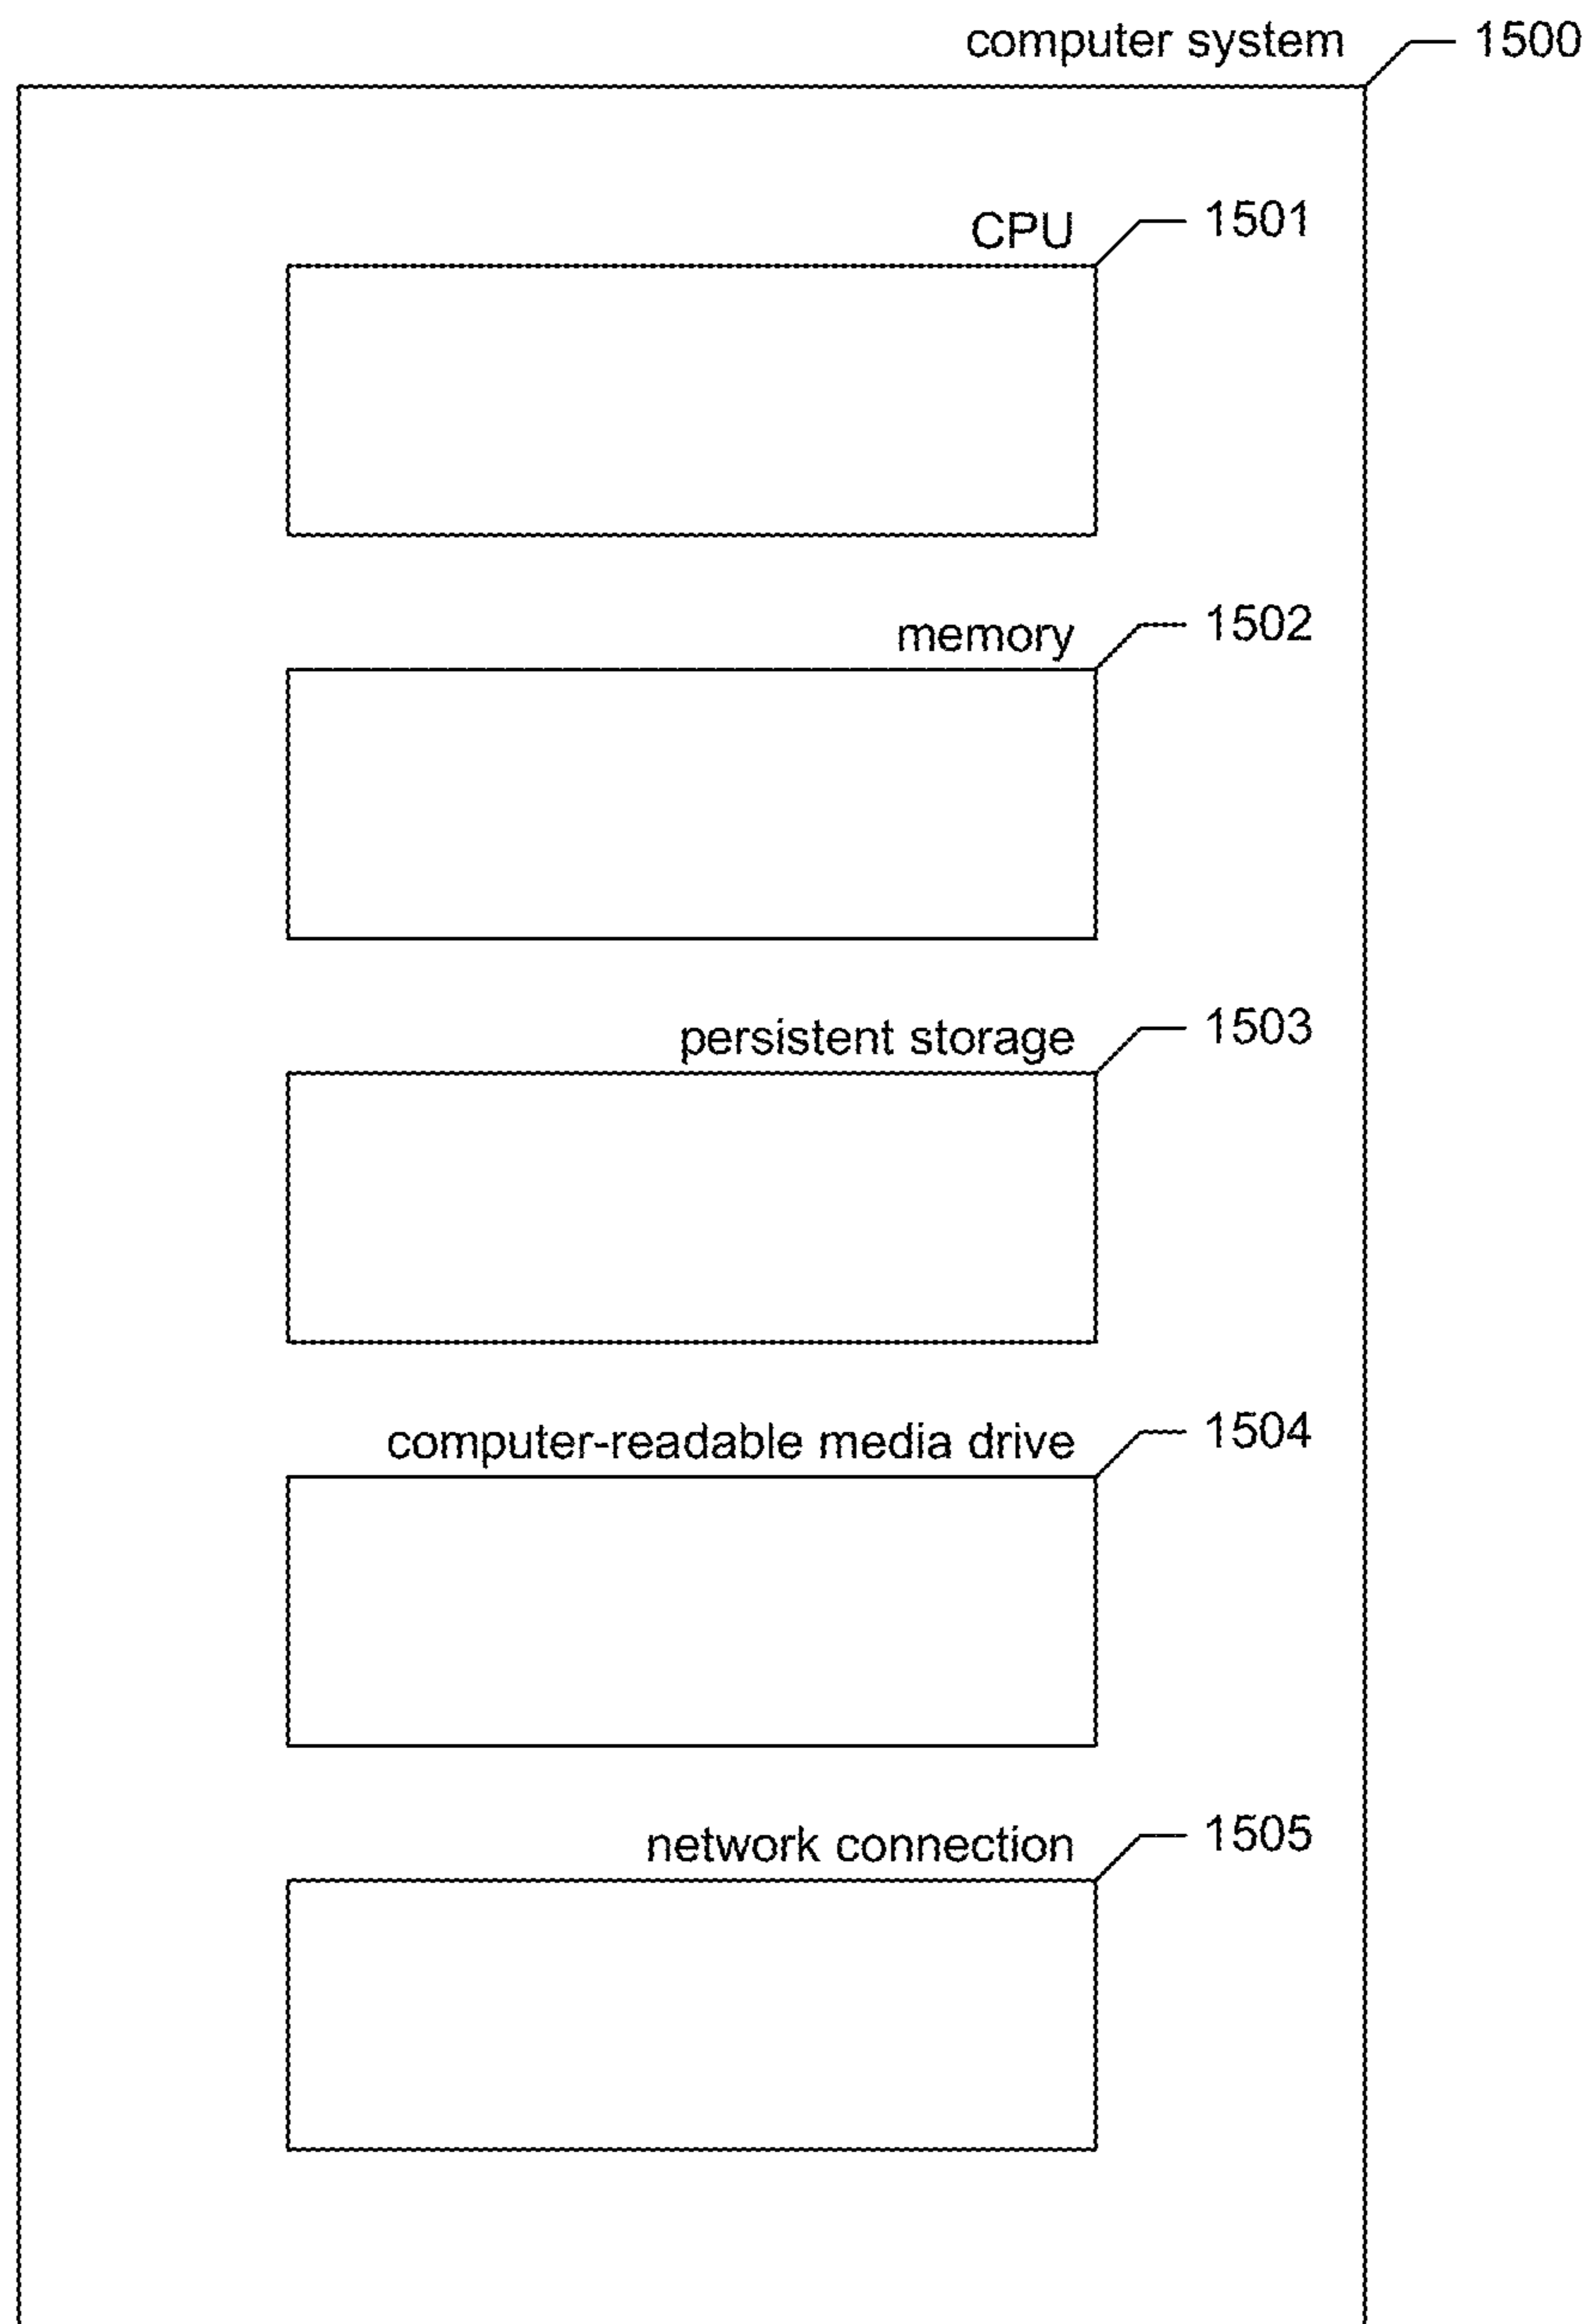 computer system 1500
CPU 1501
memory 1502
persistent storage 1503
computer-readable media drive 1504
network connection 1505